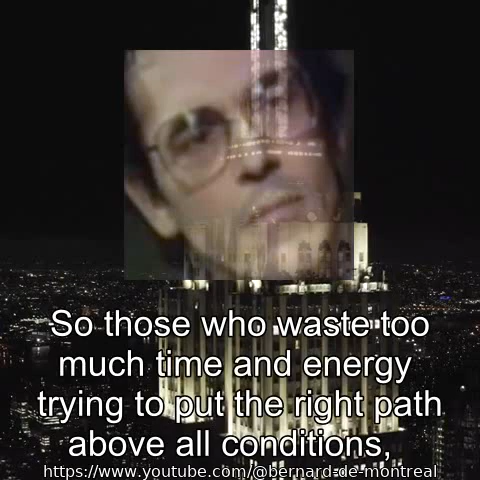 So those who waste too
much time and energy
trying to put the right path
above all conditions,
https://www.youtube.com/@bernard-de-montreal